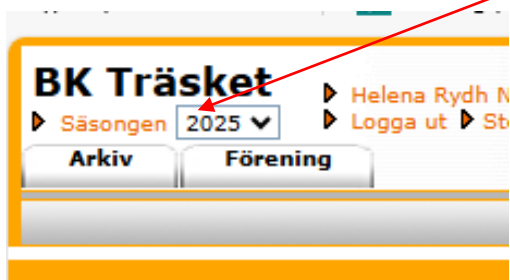 BK Träsket
Helena Rydh N
Säsongen 2025
Logga ut
Arkiv Förening